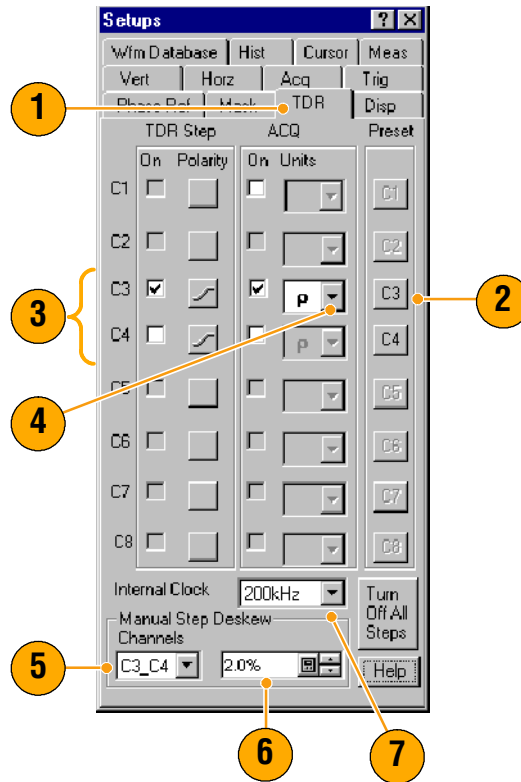 Setups
Wfm Database Hist Cursor Meas
Vert Horz Acq Trig
1
Phase Ref Mask TDR Disp
TDR Step ACQ Preset
On Polarity On Units
C1 C1
C2 C2
3 C3 ρ C3 2
C4 ρ C4
4
C5 C5
C6 C6
C7 C7
C8 C8
Internal Clock 200kHz Turn Off All Steps
Manual Step Deskew
Channels
5 C3_C4 2.0% Help
6 7